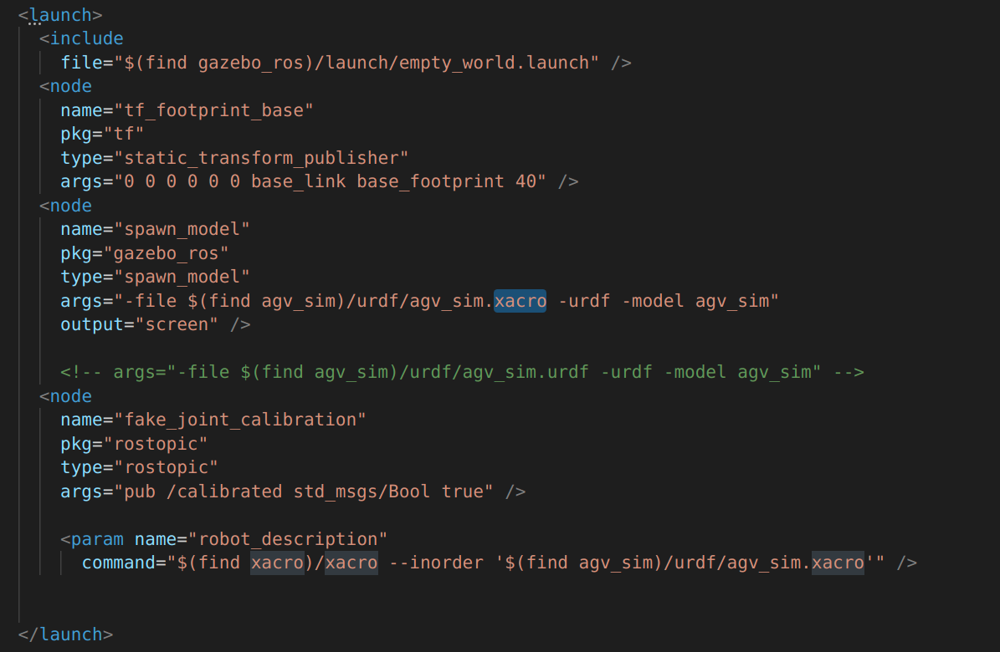 <launch>
<include
file="$(find gazebo_ros)/launch/empty_world.launch" />
<node
name="tf_footprint_base"
pkg="tf"
type="static_transform_publisher"
args="0 0 0 0 0 0 base_link base_footprint 40" />
<node
name="spawn_model"
pkg="gazebo_ros"
type="spawn_model"
args="-file $(find agv_sim)/urdf/agv_sim.xacro -urdf -model agv_sim"
output="screen" />
<!-- args="-file $(find agv_sim)/urdf/agv_sim.urdf -urdf -model agv_sim" -->
<node
name="fake_joint_calibration"
pkg="rostopic"
type="rostopic"
args="pub /calibrated std_msgs/Bool true" />
<param name="robot_description"
command="$(find xacro)/xacro --inorder '$(find agv_sim)/urdf/agv_sim.xacro'" />
</launch>